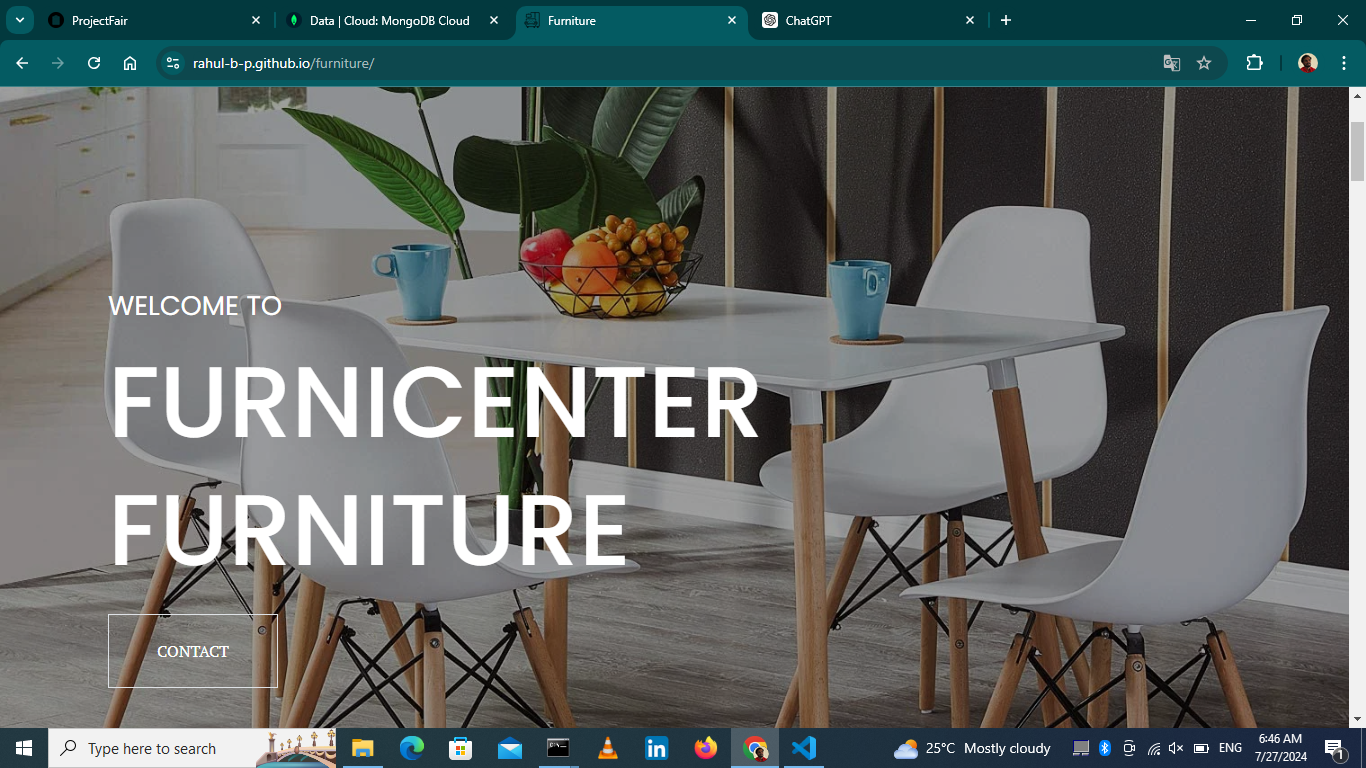 ProjectFair
Data | Cloud: MongoDB Cloud
Furniture
ChatGPT
rahul-b-p.github.io/furniture/
WELCOME TO
FURNICENTER
FURNITURE
CONTACT
Type here to search
25°C Mostly cloudy
ENG
6:46 AM
7/27/2024
1